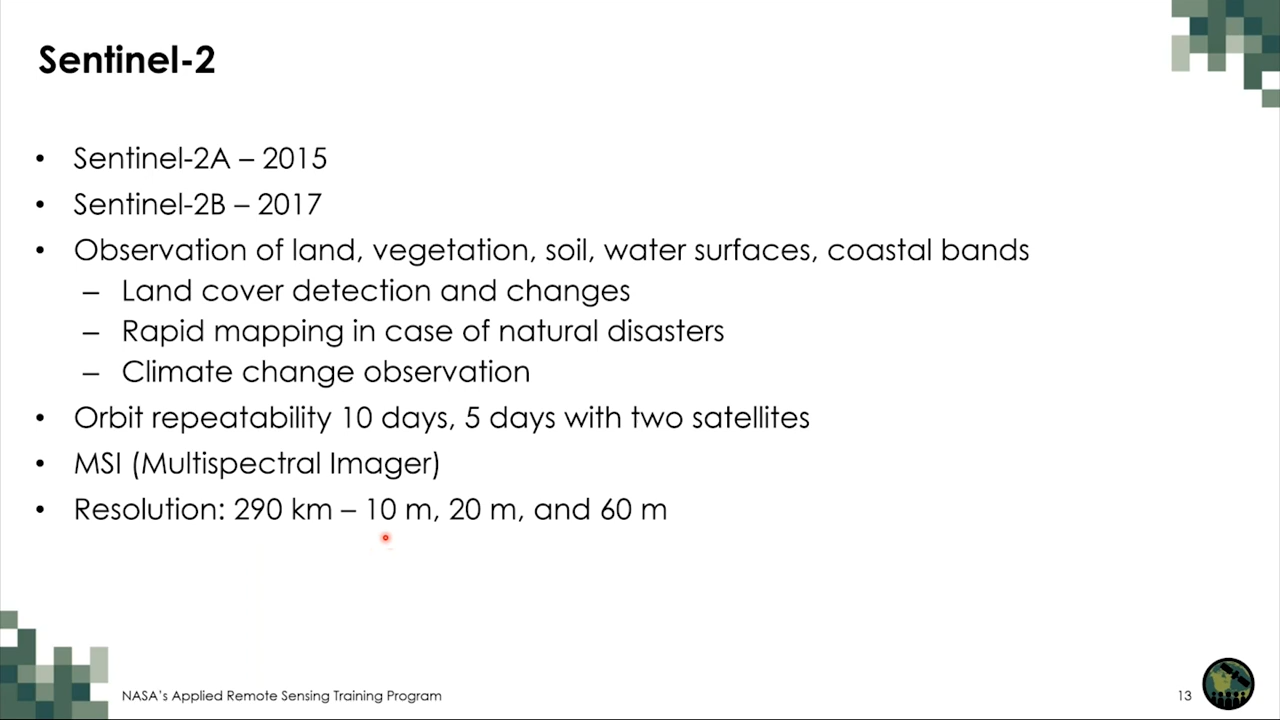 Sentinel-2
• Sentinel-2A – 2015
• Sentinel-2B – 2017
• Observation of land, vegetation, soil, water surfaces, coastal bands
– Land cover detection and changes
– Rapid mapping in case of natural disasters
– Climate change observation
• Orbit repeatability 10 days, 5 days with two satellites
• MSI (Multispectral Imager)
• Resolution: 290 km – 10 m, 20 m, and 60 m
NASA's Applied Remote Sensing Training Program
13